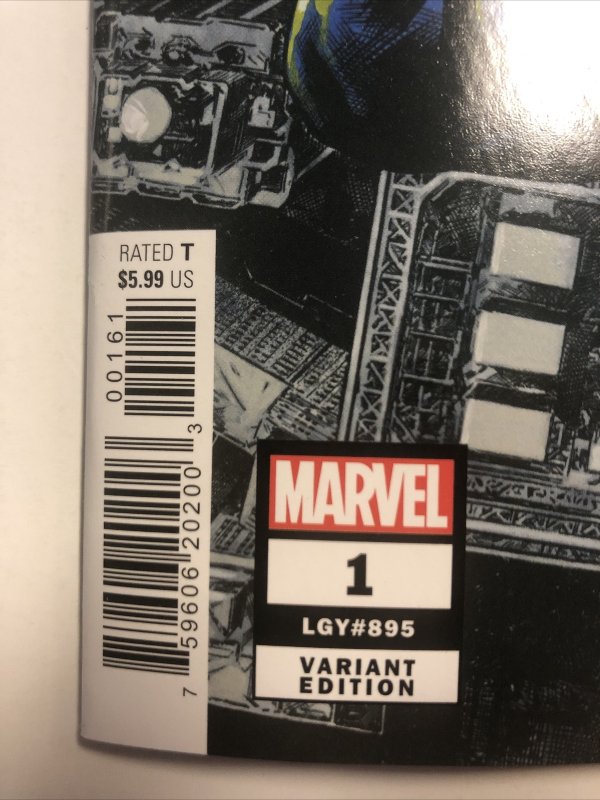 RATED T
$5.99 US
00161
7 59606 20200 3
MARVEL
1
LGY#895
VARIANT
EDITION